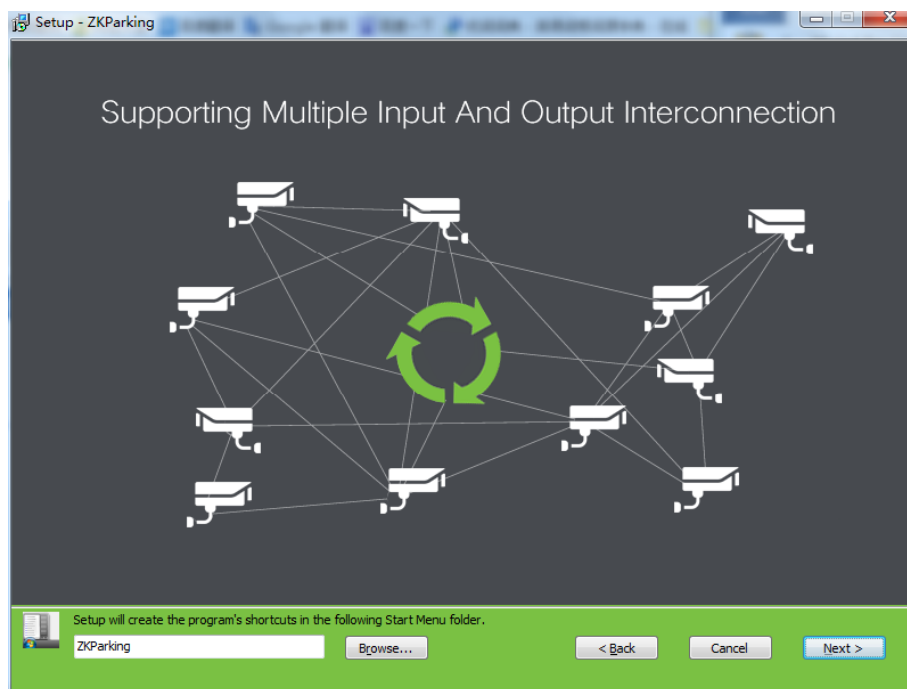 Setup - ZKParking
Supporting Multiple Input And Output Interconnection
Setup will create the program's shortcuts in the following Start Menu folder.
ZKParking
Browse...
< Back
Cancel
Next >